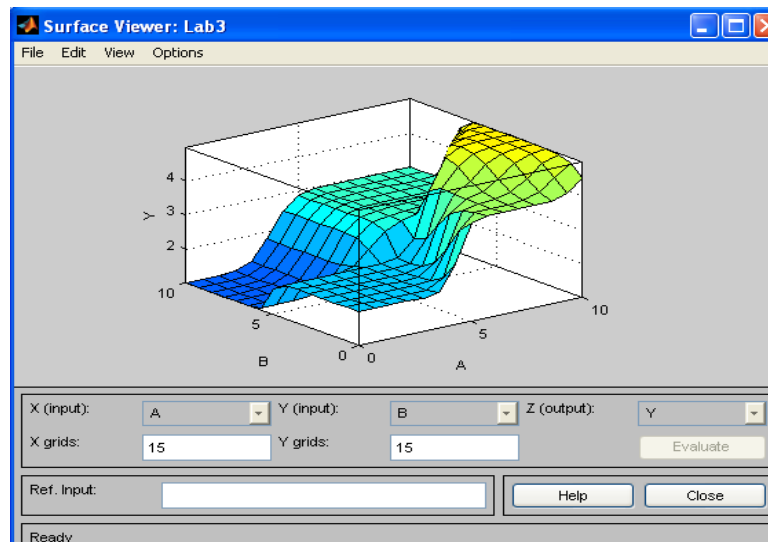 Surface Viewer: Lab3
File Edit View Options
4
3
2
Y
10
5
0
B
0
5
10
A
X (input): A Y (input): B Z (output): Y
X grids: 15 Y grids: 15 Evaluate
Ref. Input: Help Close
Ready